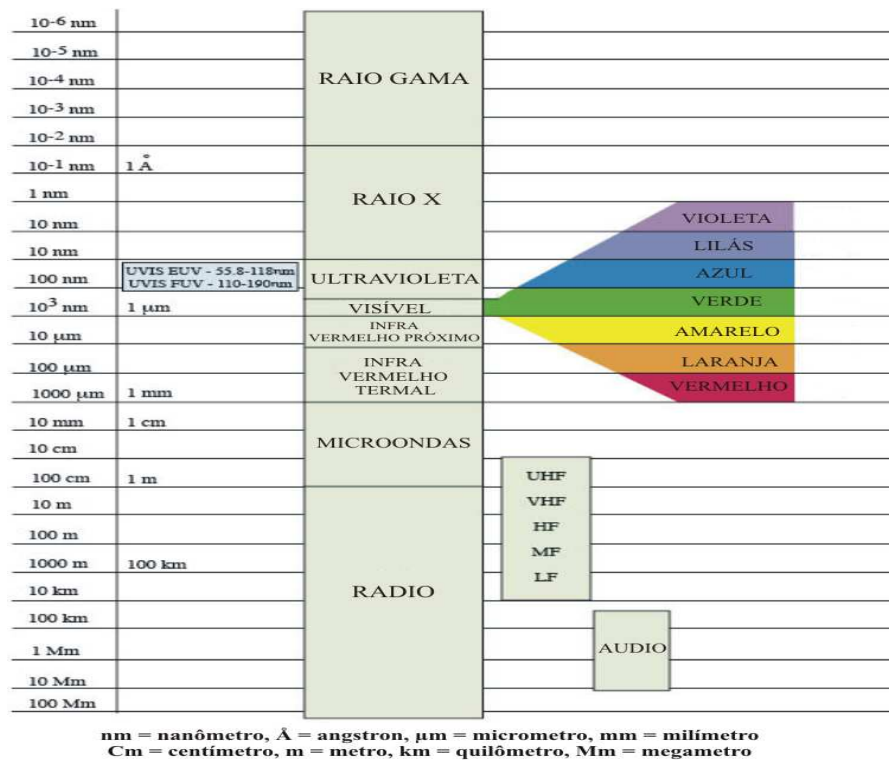 10-6 nm
10-5 nm
10-4 nm
10-3 nm
10-2 nm
10-1 nm 1 Å
1 nm
10 nm
10 nm
100 nm
10³ nm 1 µm
10 µm
100 µm
1000 µm 1 mm
10 mm 1 cm
10 cm
100 cm 1 m
10 m
100 m
1000 m 100 km
10 km
100 km
1 Mm
10 Mm
100 Mm
UVIS EUV - 55.8-118nm
UVIS FUV - 110-190nm
RAIO GAMA
RAIO X
ULTRAVIOLETA
VISÍVEL
INFRA
VERMELHO PRÓXIMO
INFRA
VERMELHO
TERMAL
MICROONDAS
RADIO
VIOLETA
LILÁS
AZUL
VERDE
AMARELO
LARANJA
VERMELHO
UHF
VHF
HF
MF
LF
AUDIO
nm = nanômetro, Å = angstron, µm = micrometro, mm = milímetro
Cm = centímetro, m = metro, km = quilômetro, Mm = megametro